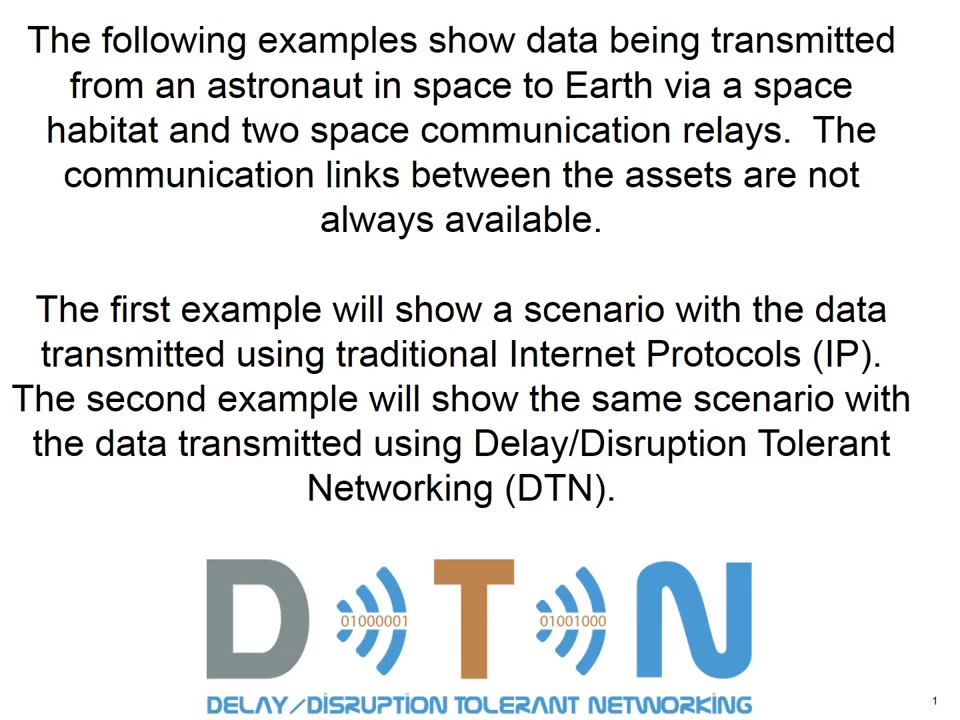 The following examples show data being transmitted
from an astronaut in space to Earth via a space
habitat and two space communication relays.  The
communication links between the assets are not
always available.
The first example will show a scenario with the data
transmitted using traditional Internet Protocols (IP).
The second example will show the same scenario with
the data transmitted using Delay/Disruption Tolerant
Networking (DTN).
D 01000001 T 01001000 N
DELAY/DISRUPTION TOLERANT NETWORKING
1